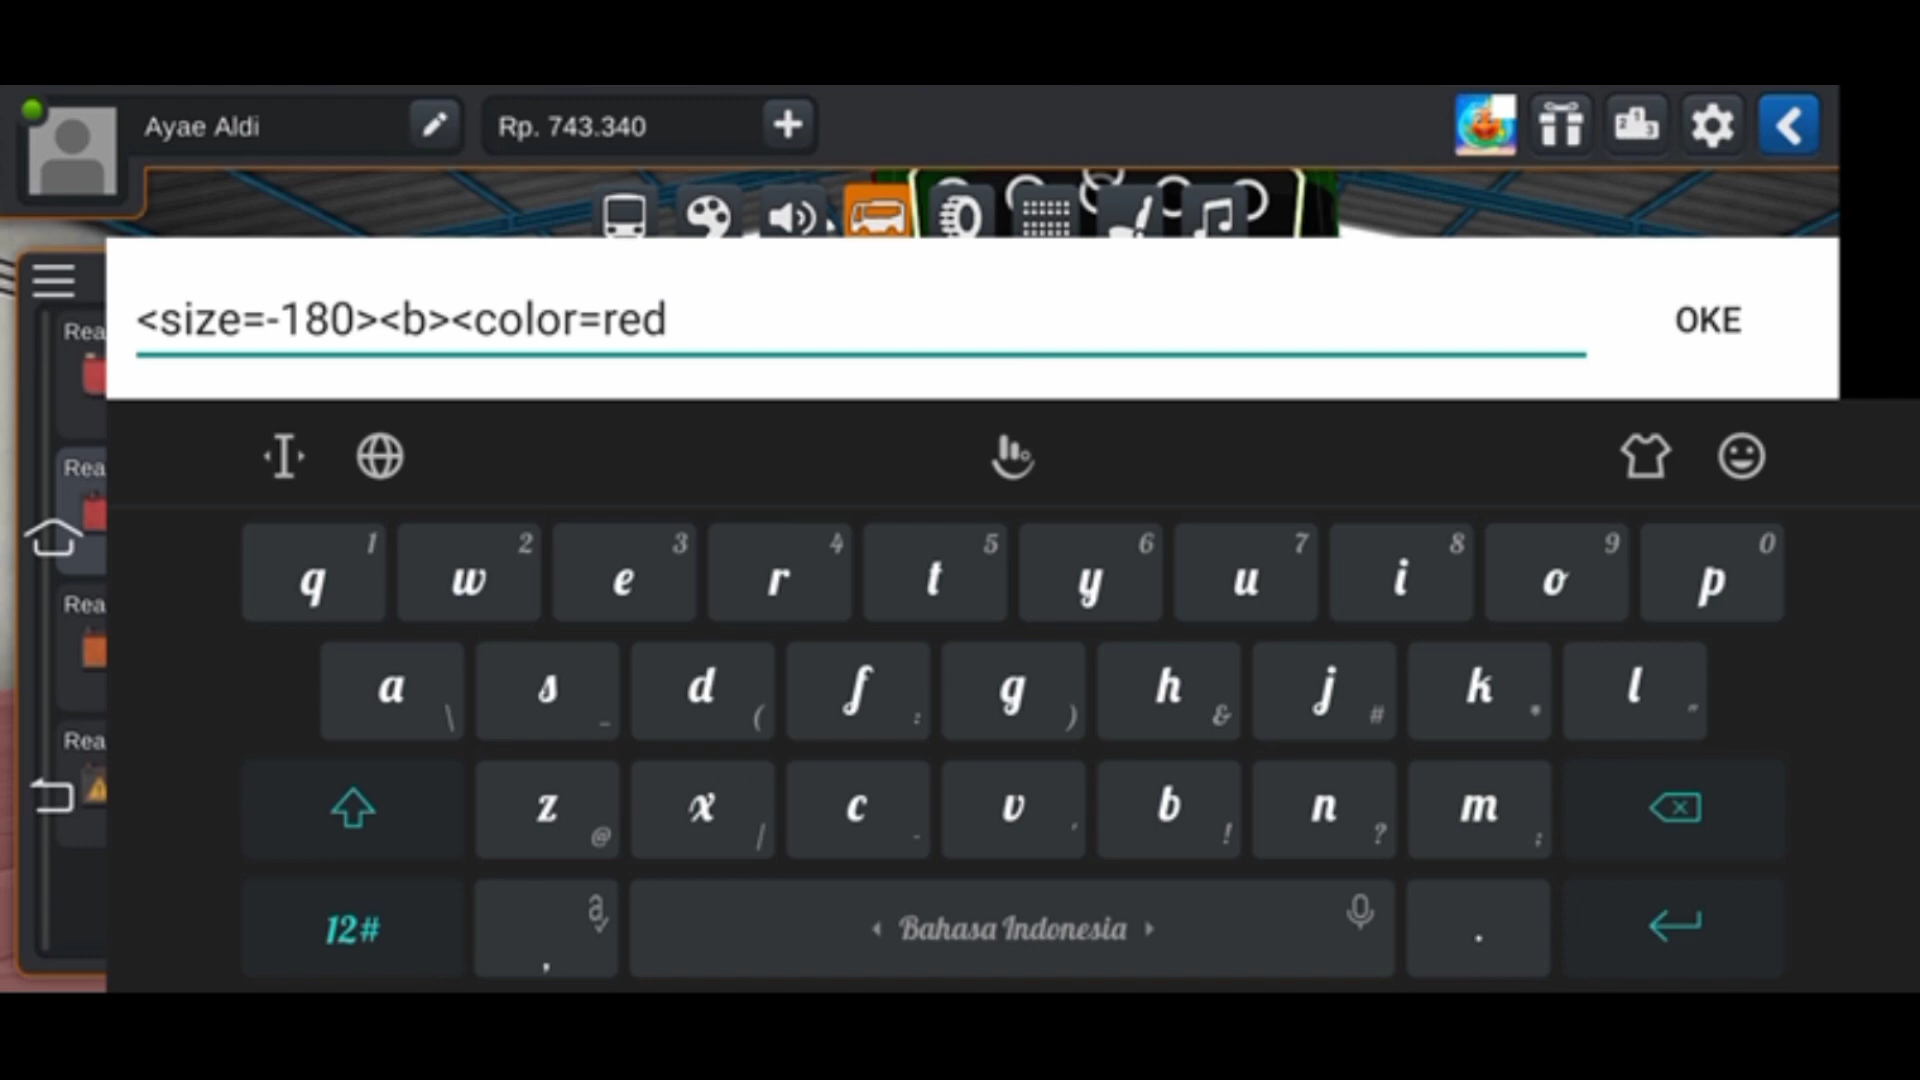 Ayae Aldi
Rp. 743.340
<size=-180><b><color=red
OKE
Rea
Rea
Rea
Rea
1 2 3 4 5 6 7 8 9 0
q w e r t y u i o p
a s d f g h j k l
\ _ ( : ) & # * "
z x c v b n m
@ | - ' ! ? ;
12# , Bahasa Indonesia .